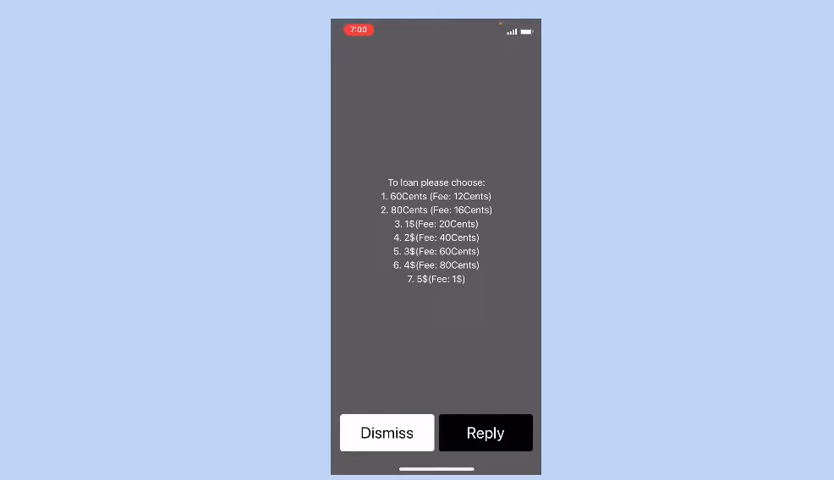 7:00
To loan please choose:
1. 60Cents (Fee: 12Cents)
2. 80Cents (Fee: 16Cents)
3. 1$(Fee: 20Cents)
4. 2$(Fee: 40Cents)
5. 3$(Fee: 60Cents)
6. 4$(Fee: 80Cents)
7. 5$(Fee: 1$)
Dismiss
Reply